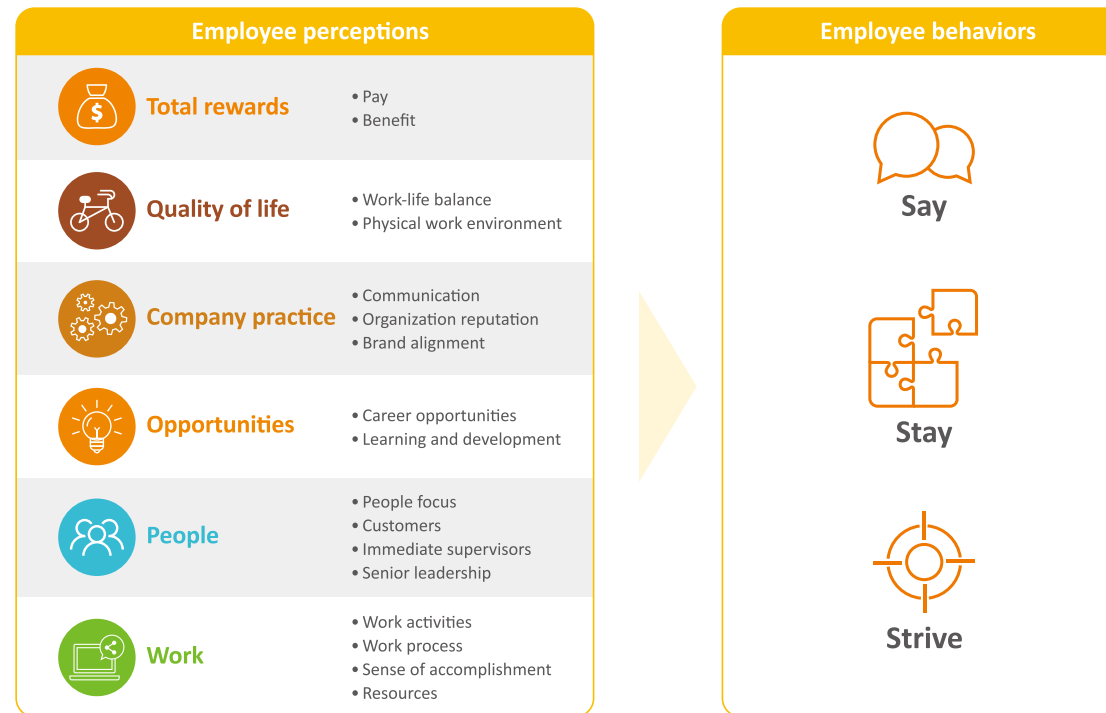 Employee perceptions
Total rewards
• Pay
• Benefit
Quality of life
• Work-life balance
• Physical work environment
Company practice
• Communication
• Organization reputation
• Brand alignment
Opportunities
• Career opportunities
• Learning and development
People
• People focus
• Customers
• Immediate supervisors
• Senior leadership
Work
• Work activities
• Work process
• Sense of accomplishment
• Resources
Employee behaviors
Say
Stay
Strive
$